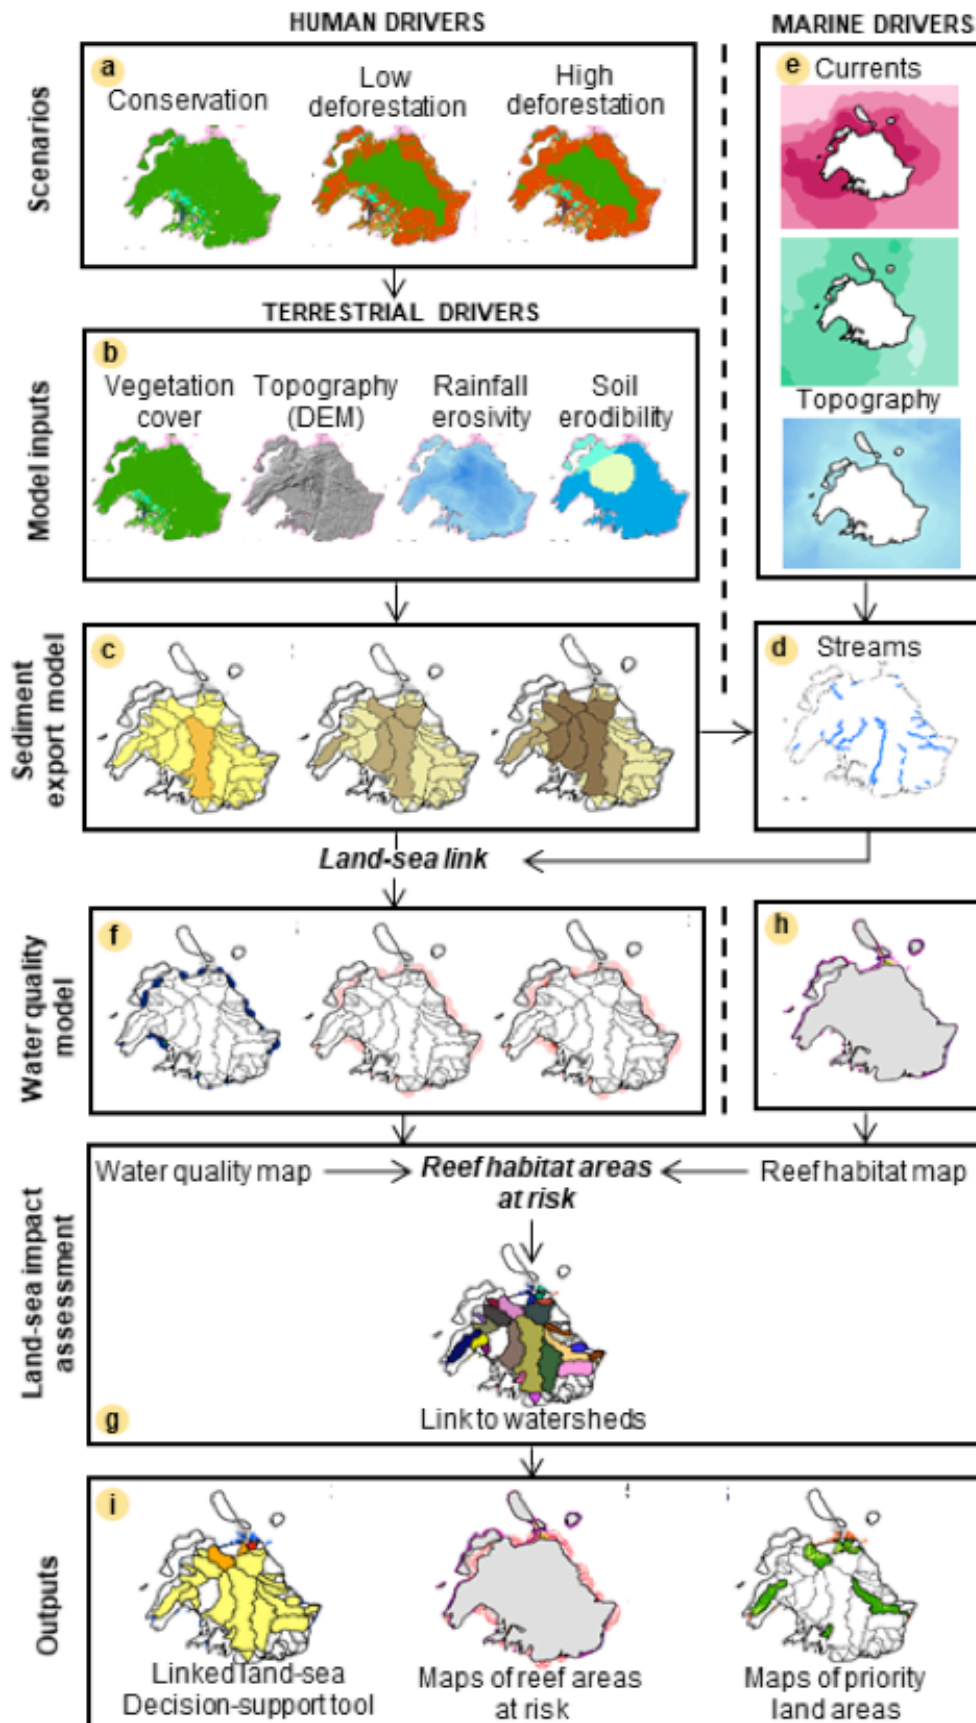 HUMAN DRIVERS
MARINE DRIVERS
Scenarios
a
Conservation
Low
deforestation
High
deforestation
e
Currents
Topography
TERRESTRIAL DRIVERS
Model inputs
b
Vegetation
cover
Topography
(DEM)
Rainfall
erosivity
Soil
erodibility
Sediment
export model
c
d
Streams
Land-sea link
Water quality
model
f
h
Land-sea impact
assessment
Water quality map
Reef habitat areas
at risk
Reef habitat map
Link to watersheds
g
Outputs
i
Linked land-sea
Decision-support tool
Maps of reef areas
at risk
Maps of priority
land areas